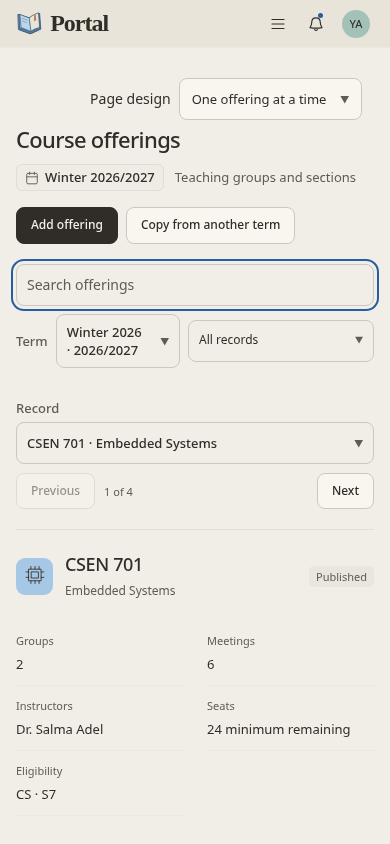 Portal
YA
Page design
One offering at a time
Course offerings
Winter 2026/2027
Teaching groups and sections
Add offering
Copy from another term
Search offerings
Term
Winter 2026
· 2026/2027
All records
Record
CSEN 701 · Embedded Systems
Previous
1 of 4
Next
CSEN 701
Embedded Systems
Published
Groups
2
Meetings
6
Instructors
Dr. Salma Adel
Seats
24 minimum remaining
Eligibility
CS · S7